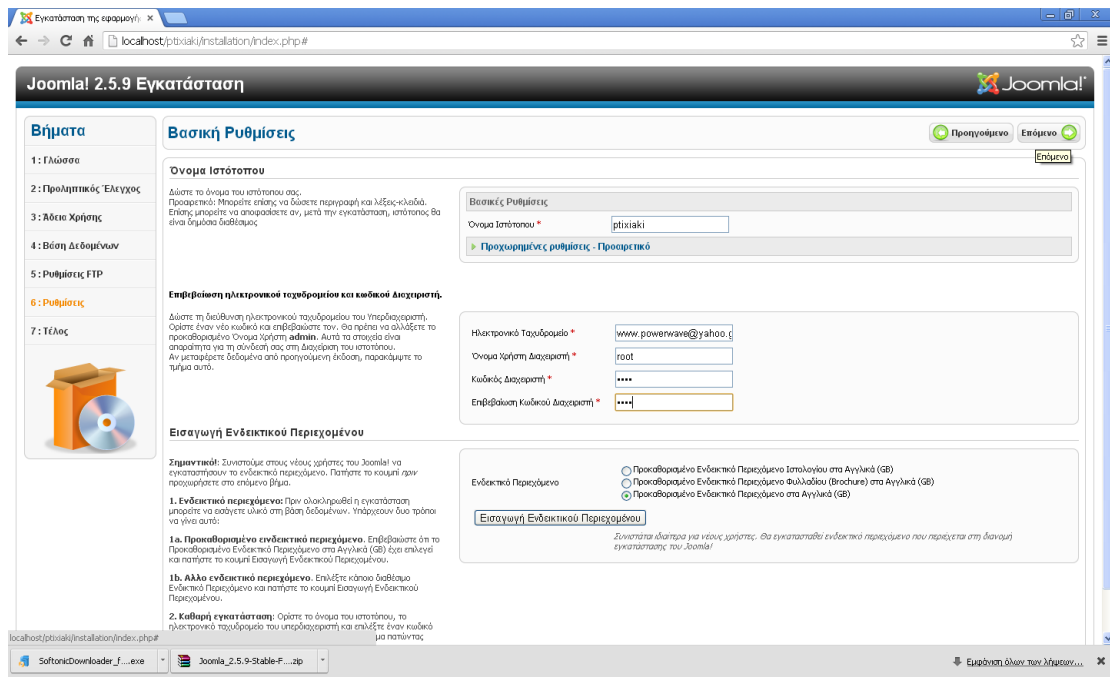 Εγκατάσταση της εφαρμογή
localhost/ptixiaki/installation/index.php#
Joomla! 2.5.9 Εγκατάσταση
Joomla!
Βήματα
1 : Γλώσσα
2 : Προληπτικός Έλεγχος
3 : Άδεια Χρήσης
4 : Βάση Δεδομένων
5 : Ρυθμίσεις FTP
6 : Ρυθμίσεις
7 : Τέλος
Βασική Ρυθμίσεις
Προηγούμενο
Επόμενο
Επόμενο
Όνομα Ιστότοπου
Δώστε το όνομα του ιστοτόπου σας.
Προαιρετικό: Μπορείτε επίσης να δώσετε περιγραφή και λέξεις-κλειδιά.
Επίσης μπορείτε να αποφασίσετε αν, μετά την εγκατάσταση, ιστότοπος θα
είναι δημόσια διαθέσιμος
Βασικές Ρυθμίσεις
Όνομα Ιστότοπου *
ptixiaki
Προχωρημένες ρυθμίσεις - Προαιρετικό
Επιβεβαίωση ηλεκτρονικού ταχυδρομείου και κωδικού Διαχειριστή.
Δώστε τη διεύθυνση ηλεκτρονικού ταχυδρομείου του Υπερδιαχειριστή.
Ορίστε έναν νέο κωδικό και επιβεβαιώστε τον. Θα πρέπει να αλλάξετε το
προκαθορισμένο Όνομα Χρήστη admin. Αυτά τα στοιχεία είναι
απαραίτητα για τη σύνδεσή σας στη Διαχείριση του ιστοτόπου.
Αν μεταφέρετε δεδομένα από προηγούμενη έκδοση, παρακάμψτε το
τμήμα αυτό.
Ηλεκτρονικό Ταχυδρομείο *
www.powerwave@yahoo.g
Όνομα Χρήστη Διαχειριστή *
root
Κωδικός Διαχειριστή *
••••
Επιβεβαίωση Κωδικού Διαχειριστή *
••••
Εισαγωγή Ενδεικτικού Περιεχομένου
Σημαντικό!: Συνιστούμε στους νέους χρήστες του Joomla! να
εγκαταστήσουν το ενδεικτικό περιεχόμενο. Πατήστε το κουμπί πριν
προχωρήσετε στο επόμενο βήμα.
1. Ενδεικτικό περιεχόμενο: Πριν ολοκληρωθεί η εγκατάσταση
μπορείτε να εισάγετε υλικό στη βάση δεδομένων. Υπάρχουν δυο τρόποι
να γίνει αυτό:
1a. Προκαθορισμένο εινδεικτικό περιεχόμενο. Επιβεβαιώστε ότι το
Προκαθορισμένο Ενδεικτικό Περιεχόμενο στα Αγγλικά (GB) έχει επιλεγεί
και πατήστε το κουμπί Εισαγωγή Ενδεικτικού Περιεχομένου.
1b. Αλλο ενδεικτικό περιεχόμενο. Επιλέξτε κάποιο διαθέσιμο
Ενδικτικό Περιεχόμενο και πατήστε το κουμπί Εισαγωγή Ενδεικτικού
Περιεχομένου.
2. Καθαρή εγκατάσταση: Ορίστε το όνομα του ιστοτόπου, το
ηλεκτρονικό ταχυδρομείο του υπερδιαχειριστή και επιλέξτε έναν κωδικό
μα πατώντας
Ενδεικτικό Περιεχόμενο
Προκαθορισμένο Ενδεικτικό Περιεχόμενο Ιστολογίου στα Αγγλικά (GB)
Προκαθορισμένο Ενδεικτικό Περιεχόμενο Φυλλαδίου (Brochure) στα Αγγλικά (GB)
Προκαθορισμένο Ενδεικτικό Περιεχόμενο στα Αγγλικά (GB)
Εισαγωγή Ενδεικτικού Περιεχομένου
Συνιστάται ιδιαίτερα για νέους χρήστες. Θα εγκατασταθεί ενδεικτικό περιεχόμενο που περιέχεται στη διανομή
εγκατάστασης του Joomla!
localhost/ptixiaki/installation/index.php#
SoftonicDownloader_f....exe
Joomla_2.5.9-Stable-F....zip
Εμφάνιση όλων των λήψεων...